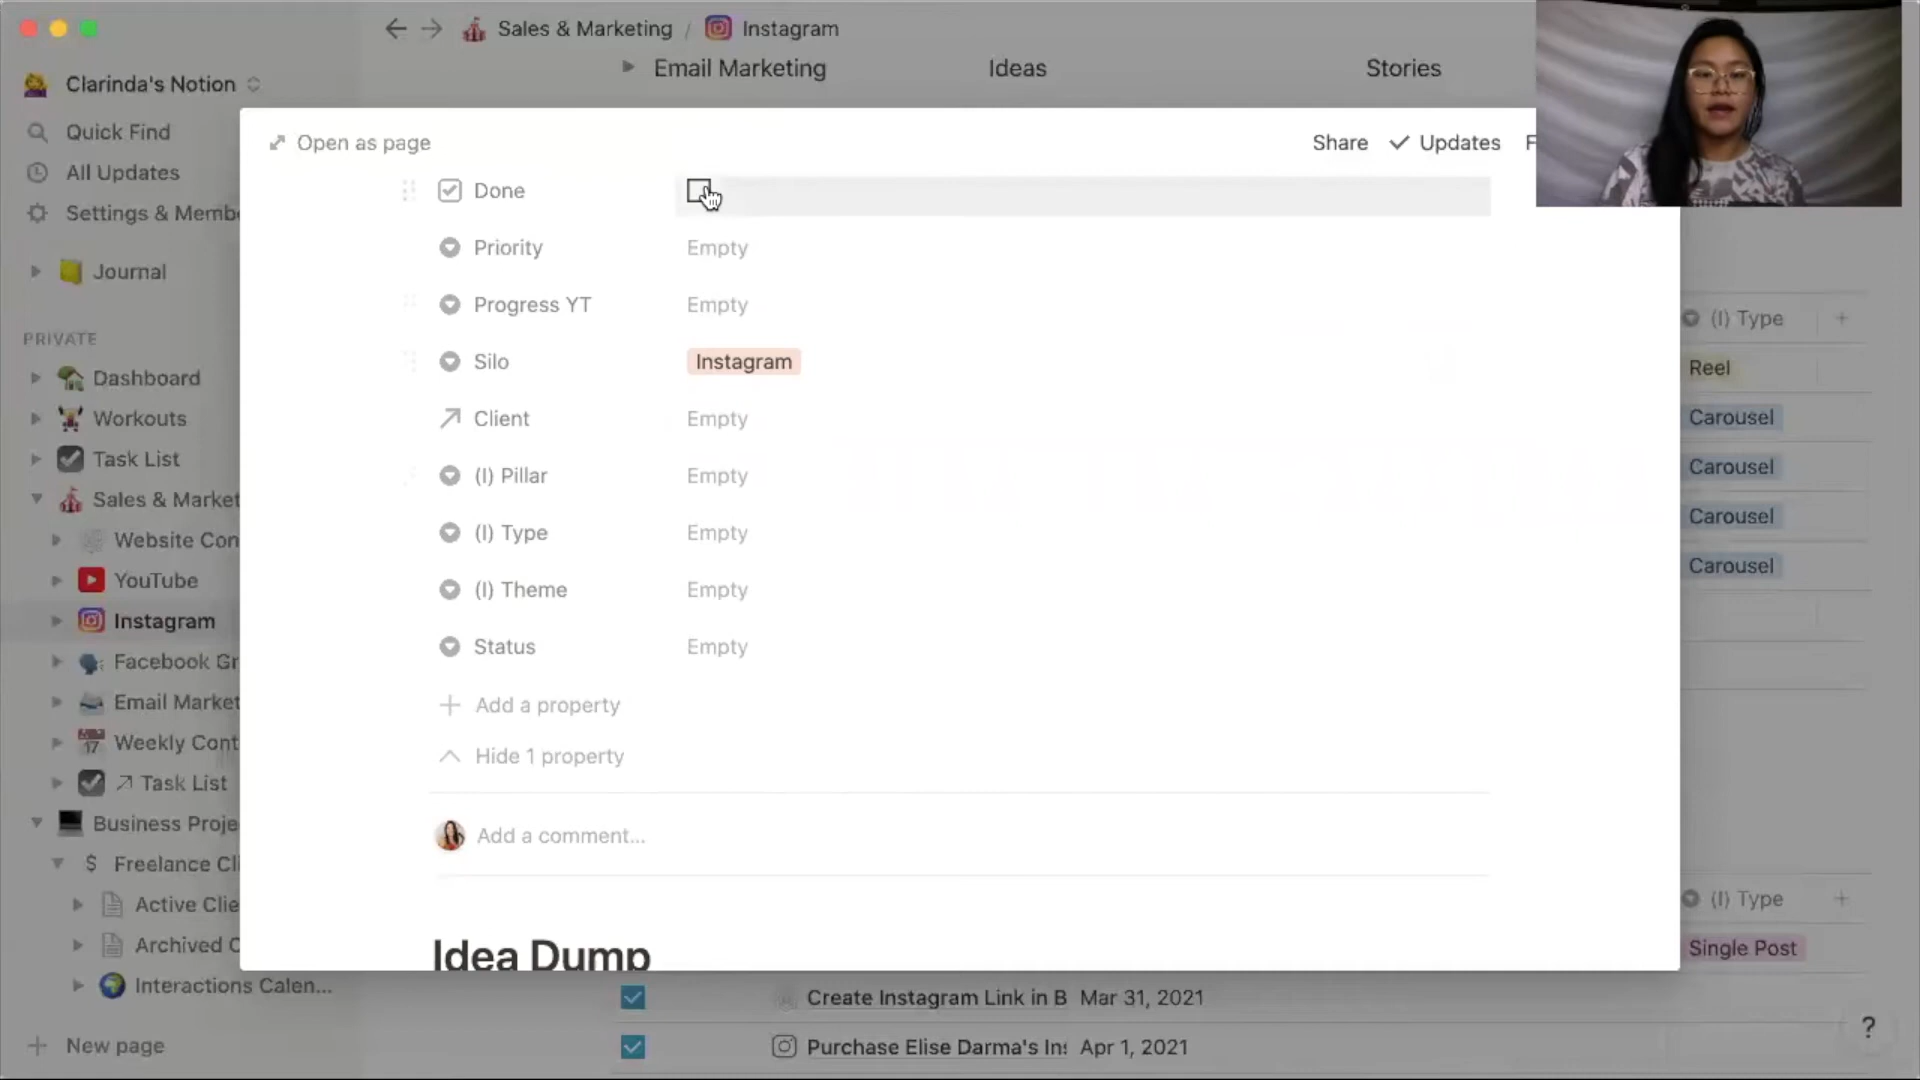 Sales & Marketing / Instagram
Email Marketing Ideas Stories
Clarinda's Notion
Quick Find
All Updates
Settings & Membe
Journal
PRIVATE
Dashboard
Workouts
Task List
Sales & Market
Website Con
YouTube
Instagram
Facebook Gr
Email Market
17
Weekly Cont
Task List
Business Proje
$ Freelance Cli
Active Clie
Archived C
Interactions Calen...
New page
Open as page
Share Updates F
Done
Priority Empty
Progress YT Empty
Silo Instagram
Client Empty
(I) Pillar Empty
(I) Type Empty
(I) Theme Empty
Status Empty
Add a property
Hide 1 property
Add a comment...
Idea Dump
(I) Type +
Reel
Carousel
Carousel
Carousel
Carousel
(I) Type +
Single Post
Create Instagram Link in B Mar 31, 2021
Purchase Elise Darma's In Apr 1, 2021
?